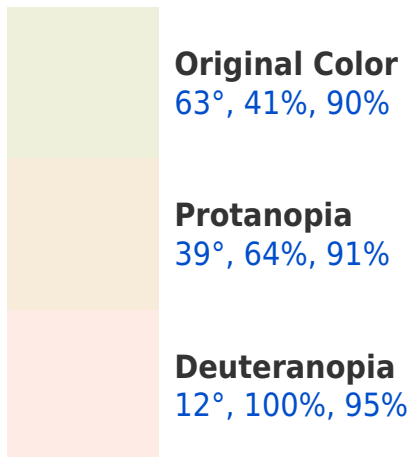 Original Color
63°, 41%, 90%
Protanopia
39°, 64%, 91%
Deuteranopia
12°, 100%, 95%